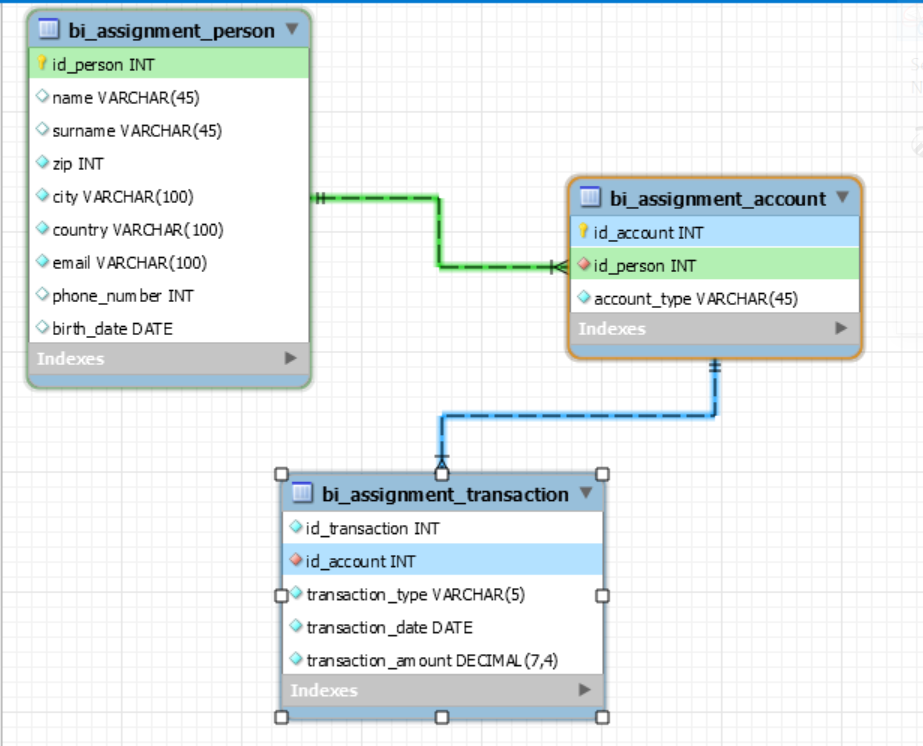 bi_assignment_person
id_person INT
name VARCHAR(45)
surname VARCHAR(45)
zip INT
city VARCHAR(100)
country VARCHAR(100)
email VARCHAR(100)
phone_number INT
birth_date DATE
Indexes
bi_assignment_account
id_account INT
id_person INT
account_type VARCHAR(45)
Indexes
bi_assignment_transaction
id_transaction INT
id_account INT
transaction_type VARCHAR(5)
transaction_date DATE
transaction_amount DECIMAL(7,4)
Indexes